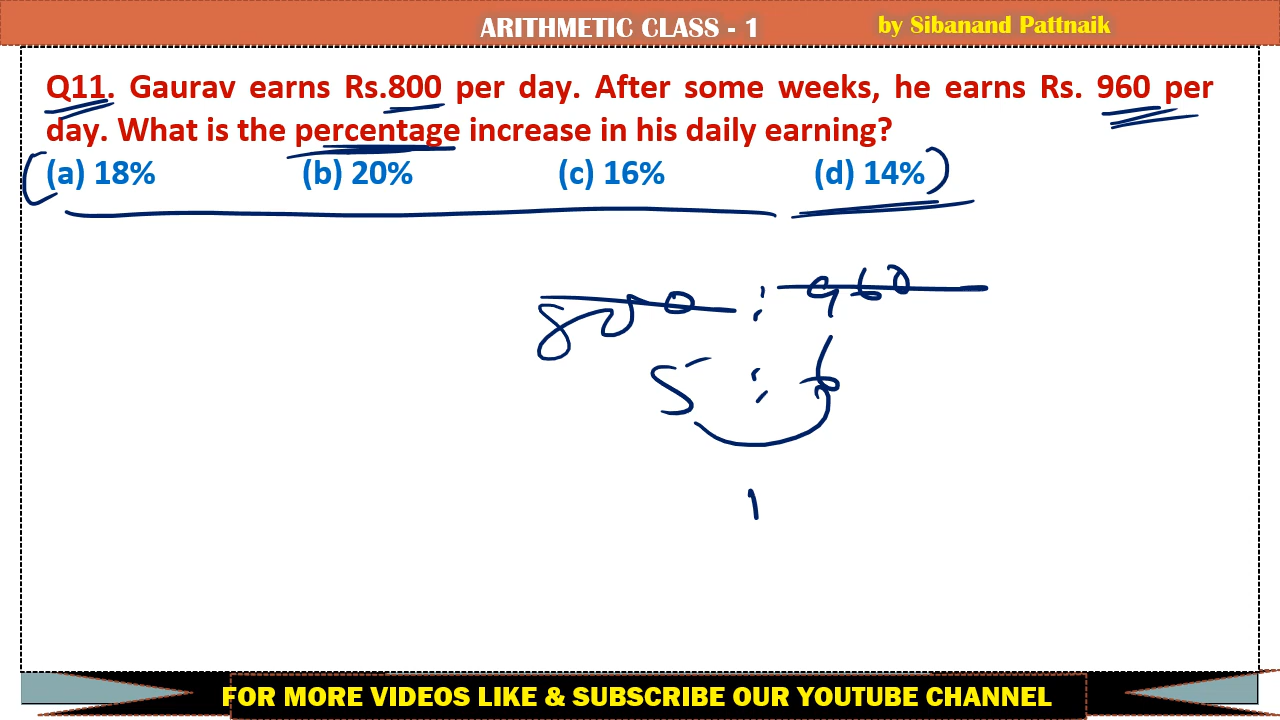 ARITHMETIC CLASS - 1
by Sibanand Pattnaik
Q11. Gaurav earns Rs.800 per day. After some weeks, he earns Rs. 960 per
day. What is the percentage increase in his daily earning?
(a) 18% (b) 20% (c) 16% (d) 14%
800 : 960
5 : 6
1
FOR MORE VIDEOS LIKE & SUBSCRIBE OUR YOUTUBE CHANNEL